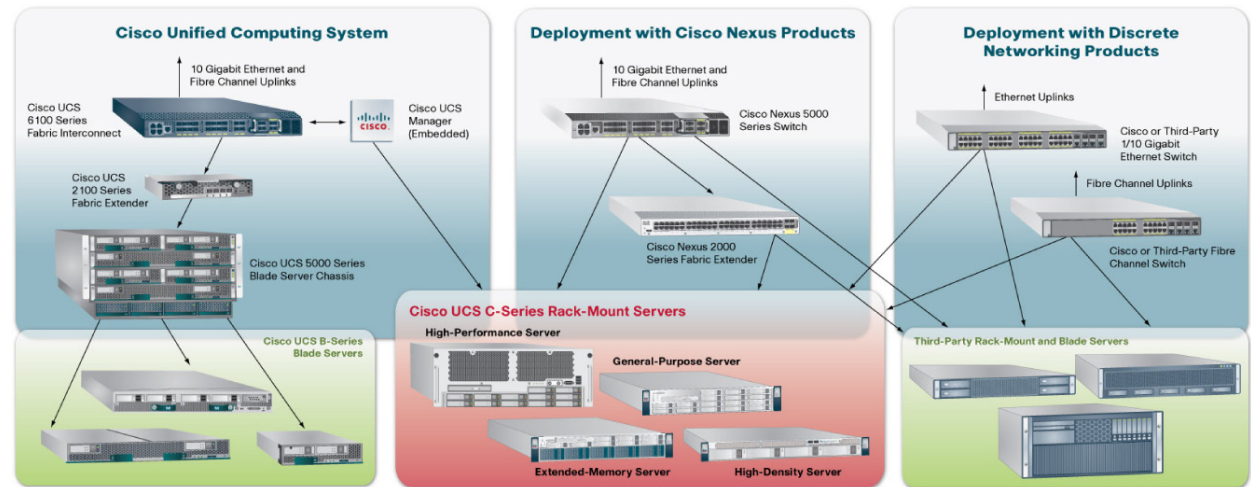 Cisco Unified Computing System
10 Gigabit Ethernet and
Fibre Channel Uplinks
Cisco UCS
6100 Series
Fabric Interconnect
CISCO.
Cisco UCS
Manager
(Embedded)
Cisco UCS
2100 Series
Fabric Extender
Cisco UCS 5000 Series
Blade Server Chassis
Cisco UCS B-Series
Blade Servers
Deployment with Cisco Nexus Products
10 Gigabit Ethernet and
Fibre Channel Uplinks
Cisco Nexus 5000
Series Switch
Cisco Nexus 2000
Series Fabric Extender
Cisco UCS C-Series Rack-Mount Servers
High-Performance Server
General-Purpose Server
Extended-Memory Server
High-Density Server
Deployment with Discrete
Networking Products
Ethernet Uplinks
Cisco or Third-Party
1/10 Gigabit
Ethernet Switch
Fibre Channel Uplinks
Cisco or Third-Party Fibre
Channel Switch
Third-Party Rack-Mount and Blade Servers